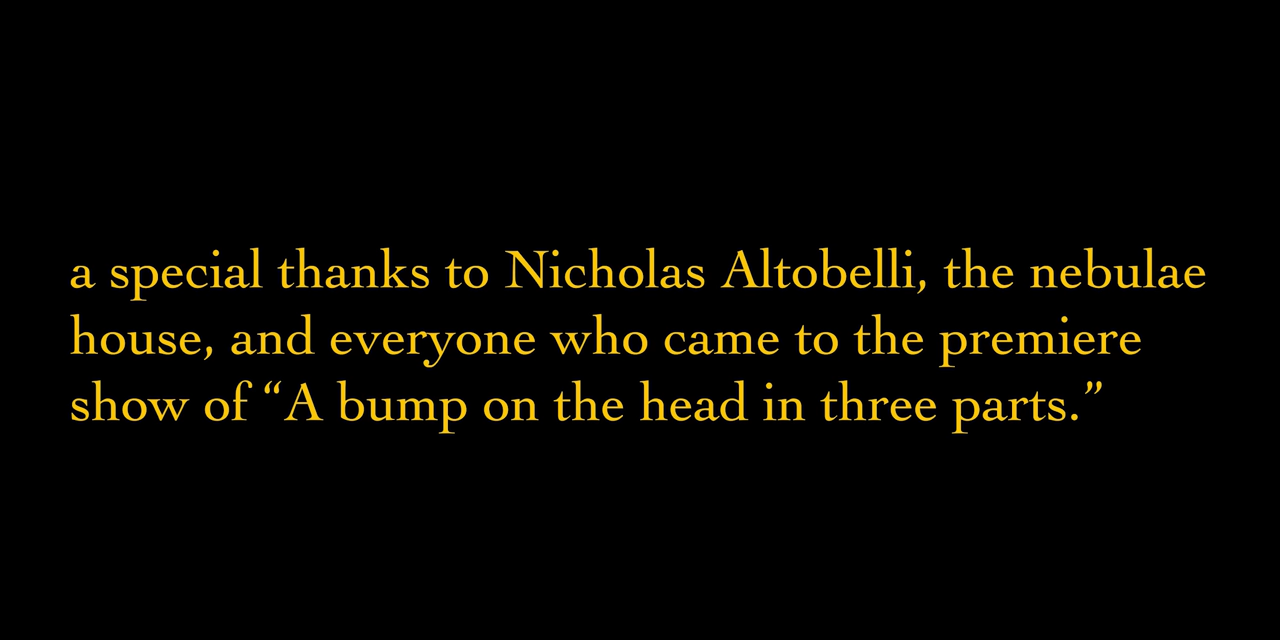 a special thanks to Nicholas Altobelli, the nebulae
house, and everyone who came to the premiere
show of “A bump on the head in three parts.”